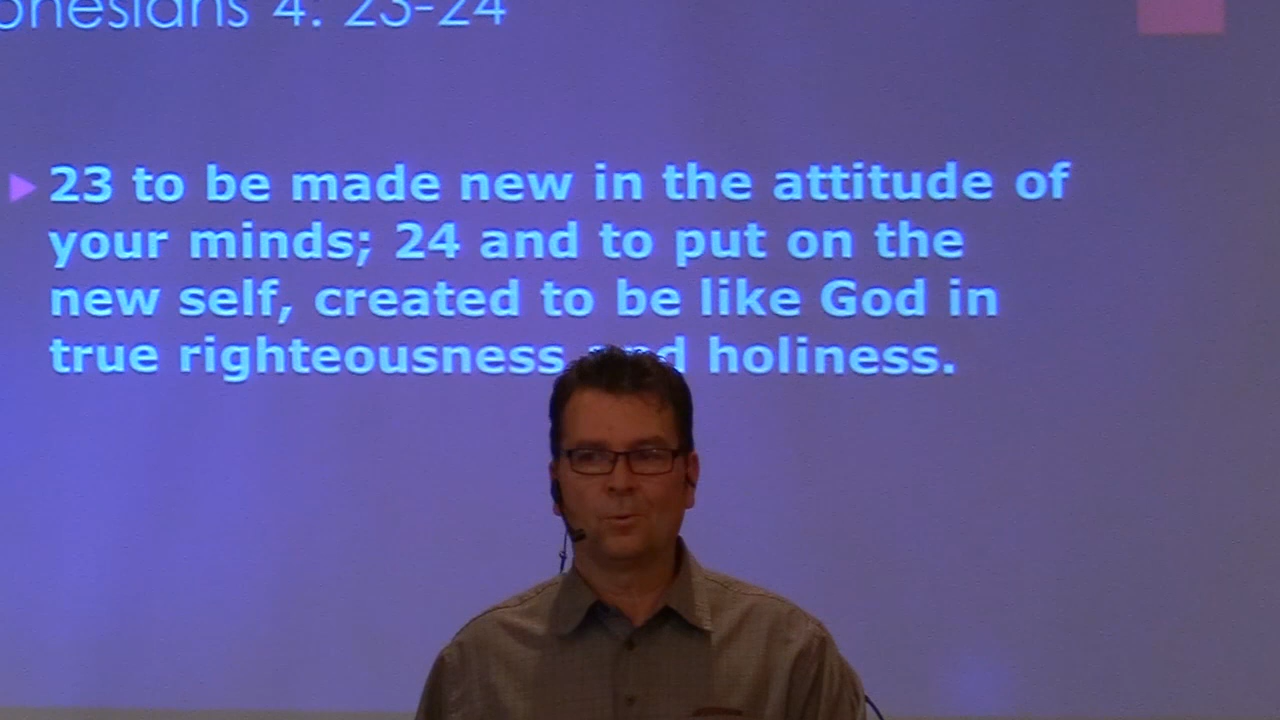 phesians 4: 23-24
23 to be made new in the attitude of
your minds; 24 and to put on the
new self, created to be like God in
true righteousness and holiness.